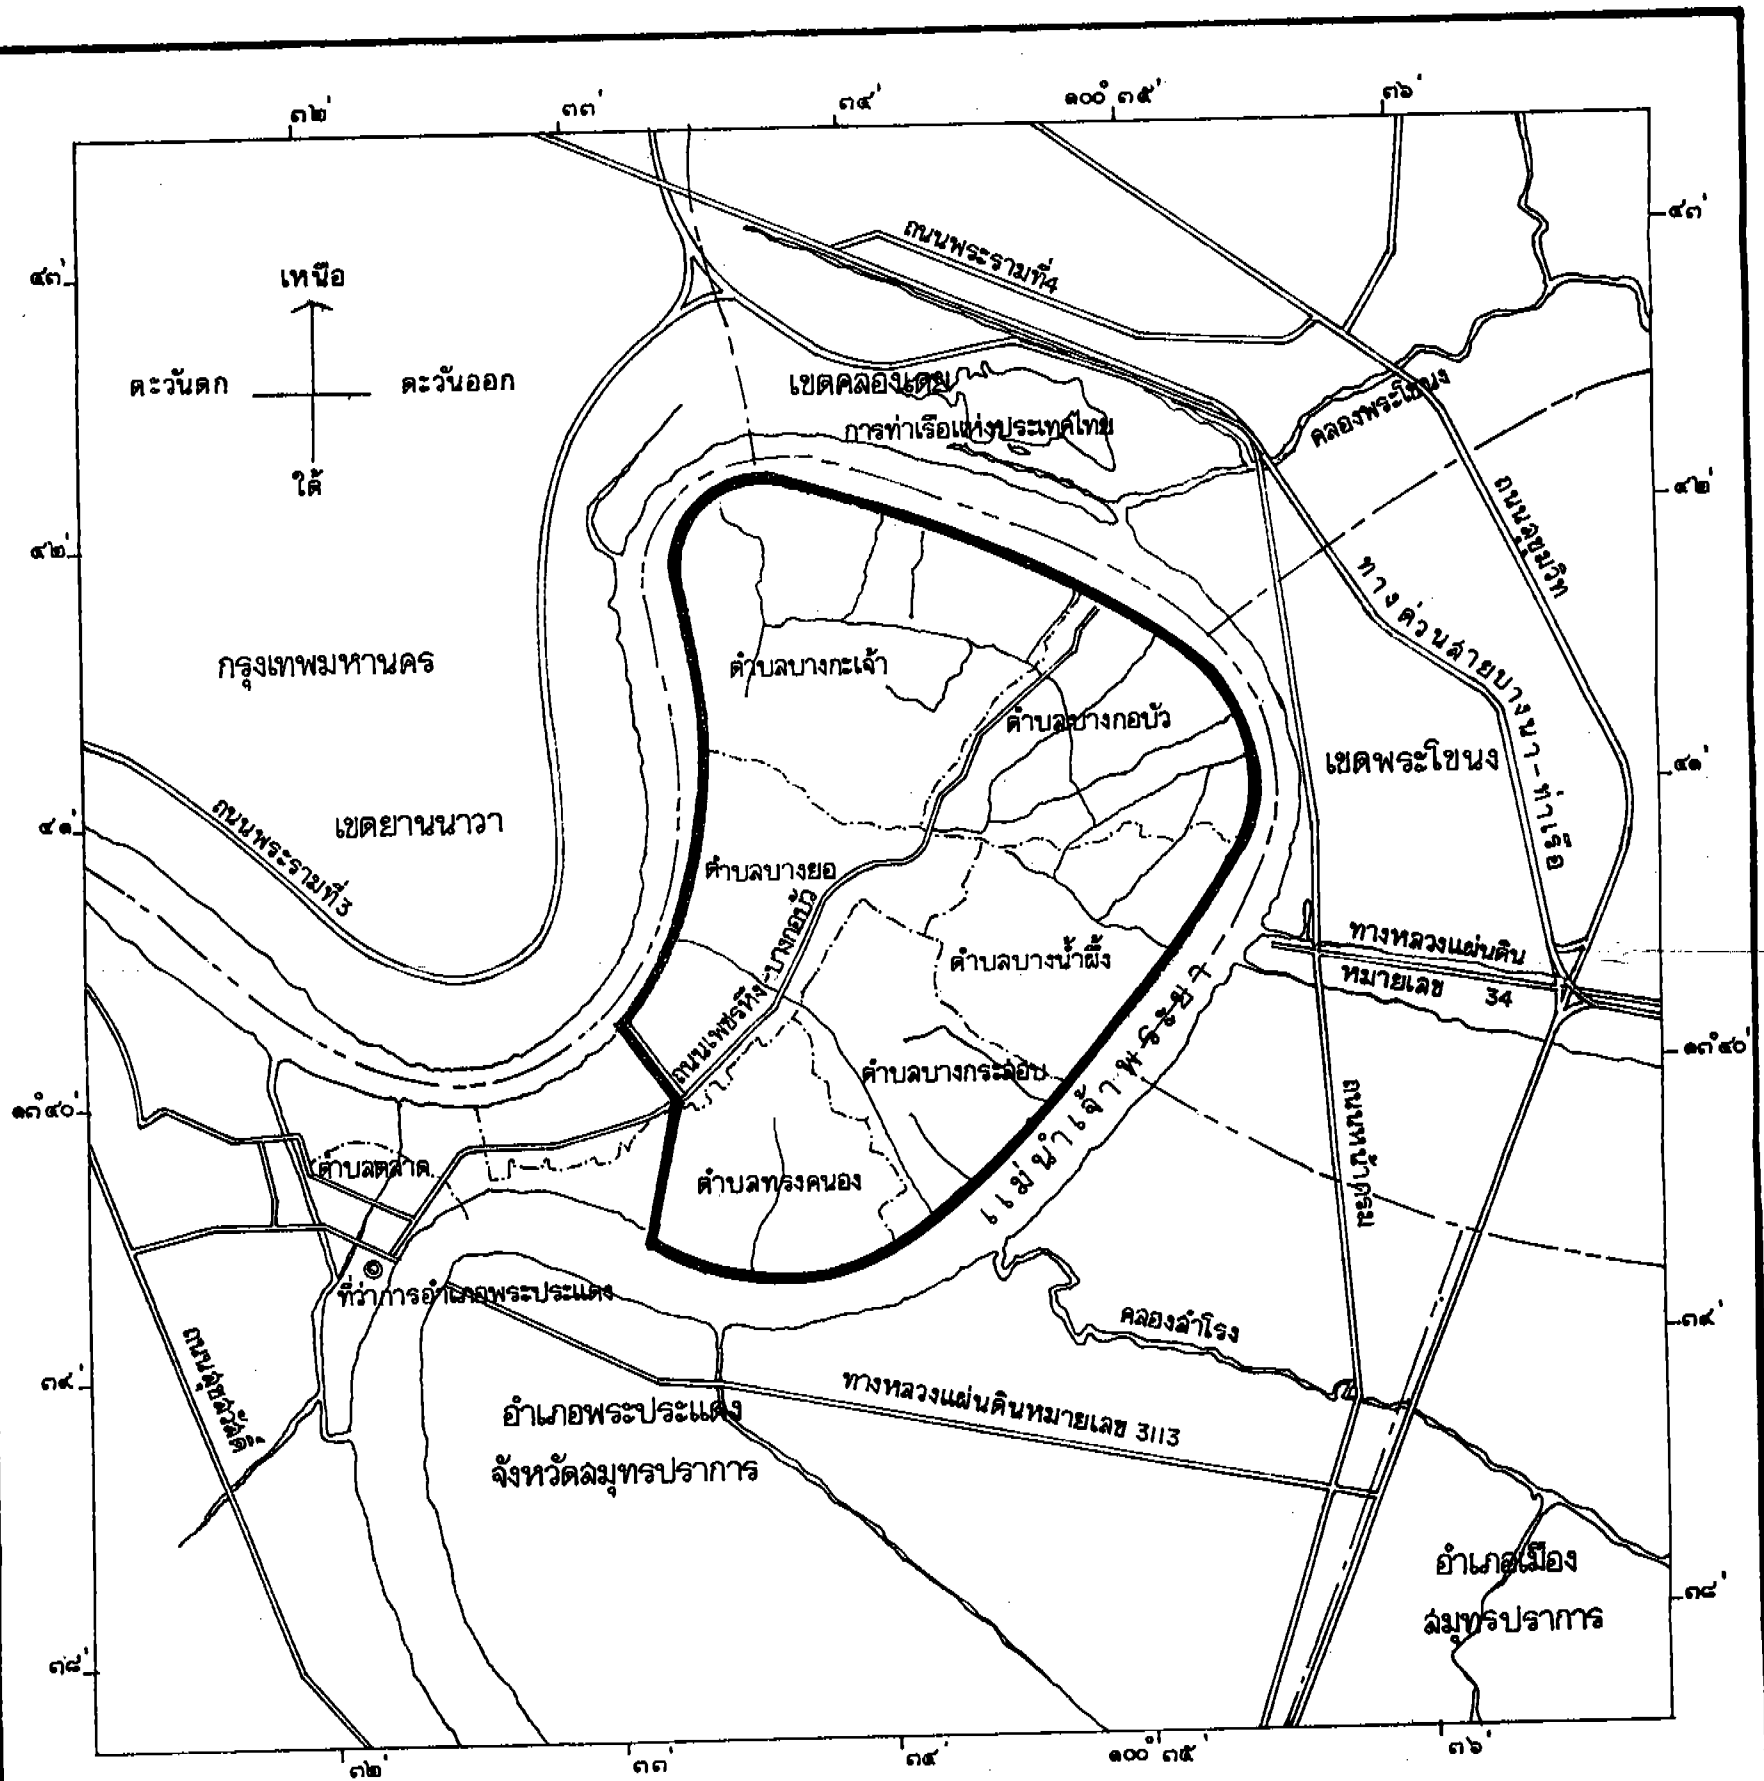 ๓๒'
๓๓'
๓๔'
๑๐๐° ๓๕'
๓๖'
๔๓'
๔๓'
เหนือ
ตะวันตก
ตะวันออก
ใต้
ถนนพระรามที่4
เขตคลองเตย
การท่าเรือแห่งประเทศไทย
คลองพระโขนง
๔๒'
๔๒'
ถนนสุขุมวิท
ทางด่วนสายบางนา-ท่าเรือ
กรุงเทพมหานคร
ตำบลบางกะเจ้า
ตำบลบางกอบัว
เขตพระโขนง
๔๑'
๔๑'
ถนนพระรามที่3
เขตยานนาวา
ตำบลบางยอ
ถนนเพชรหึง-บางกอบัว
ตำบลบางน้ำผึ้ง
ทางหลวงแผ่นดิน
หมายเลข 34
๑๓°๔๐'
๑๓°๔๐'
ตำบลบางกระสอบ
แม่น้ำเจ้าพระยา
ตำบลตลาด
ตำบลทรงคนอง
ที่ว่าการอำเภอพระประแดง
คลองสำโรง
๓๙'
๓๙'
ถนนสุขสวัสดิ์
อำเภอพระประแดง
จังหวัดสมุทรปราการ
ทางหลวงแผ่นดินหมายเลข 3113
อำเภอเมือง
สมุทรปราการ
๓๘'
๓๘'
๓๒'
๓๓'
๓๔'
๑๐๐° ๓๕'
๓๖'